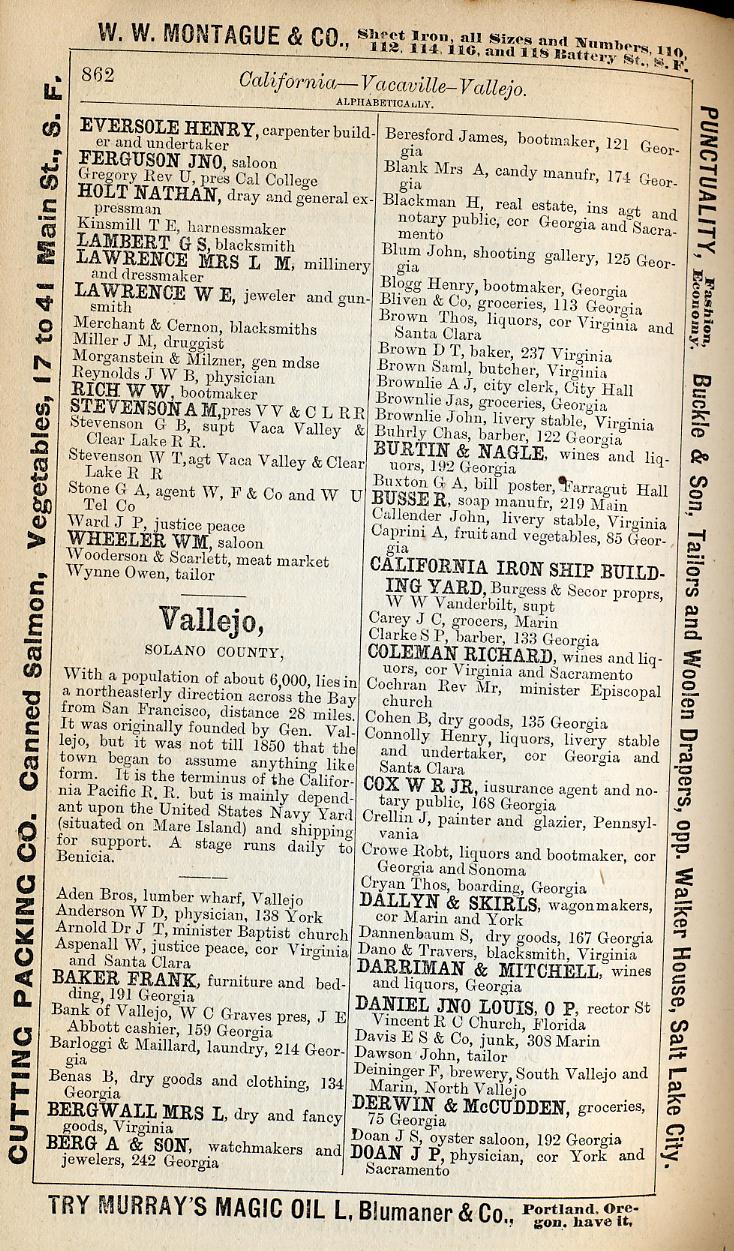 W. W. MONTAGUE & CO., Sheet Iron, all Sizes and Numbers, 110,
112, 114, 116, and 118 Battery St., S. F.
862
California—Vacaville-Vallejo.
ALPHABETICALLY.
EVERSOLE HENRY, carpenter build-
er and undertaker
FERGUSON JNO, saloon
Gregory Rev U, pres Cal College
HOLT NATHAN, dray and general ex-
pressman
Kinsmill T E, harnessmaker
LAMBERT G S, blacksmith
LAWRENCE MRS L M, millinery
and dressmaker
LAWRENCE W E, jeweler and gun-
smith
Merchant & Cernon, blacksmiths
Miller J M, druggist
Morganstein & Milzner, gen mdse
Reynolds J W B, physician
RICH W W, bootmaker
STEVENSON A M, pres V V & C L R R
Stevenson G B, supt Vaca Valley &
Clear Lake R R.
Stevenson W T, agt Vaca Valley & Clear
Lake R R
Stone G A, agent W, F & Co and W U
Tel Co
Ward J P, justice peace
WHEELER WM, saloon
Wooderson & Scarlett, meat market
Wynne Owen, tailor
Vallejo,
SOLANO COUNTY,
With a population of about 6,000, lies in
a northeasterly direction across the Bay
from San Francisco, distance 28 miles.
It was originally founded by Gen. Val-
lejo, but it was not till 1850 that the
town began to assume anything like
form. It is the terminus of the Califor-
nia Pacific R. R. but is mainly depend-
ant upon the United States Navy Yard
(situated on Mare Island) and shipping
for support. A stage runs daily to
Benicia.
Aden Bros, lumber wharf, Vallejo
Anderson W D, physician, 138 York
Arnold Dr J T, minister Baptist church
Aspenall W, justice peace, cor Virginia
and Santa Clara
BAKER FRANK, furniture and bed-
ding, 191 Georgia
Bank of Vallejo, W C Graves pres, J E
Abbott cashier, 159 Georgia
Barloggi & Maillard, laundry, 214 Geor-
gia
Benas B, dry goods and clothing, 134
Georgia
BERGWALL MRS L, dry and fancy
goods, Virginia
BERG A & SON, watchmakers and
jewelers, 242 Georgia
Beresford James, bootmaker, 121 Geor-
gia
Blank Mrs A, candy manufr, 174 Geor-
gia
Blackman H, real estate, ins agt and
notary public, cor Georgia and Sacra-
mento
Blum John, shooting gallery, 125 Geor-
gia
Blogg Henry, bootmaker, Georgia
Bliven & Co, groceries, 113 Georgia
Brown Thos, liquors, cor Virginia and
Santa Clara
Brown D T, baker, 237 Virginia
Brown Saml, butcher, Virginia
Brownlie A J, city clerk, City Hall
Brownlie Jas, groceries, Georgia
Brownlie John, livery stable, Virginia
Buhrly Chas, barber, 122 Georgia
BURTIN & NAGLE, wines and liq-
uors, 192 Georgia
Buxton G A, bill poster, Farragut Hall
BUSSE R, soap manufr, 219 Main
Callender John, livery stable, Virginia
Caprini A, fruit and vegetables, 85 Geor-
gia
CALIFORNIA IRON SHIP BUILD-
ING YARD, Burgess & Secor proprs,
W W Vanderbilt, supt
Carey J C, grocers, Marin
Clarke S P, barber, 133 Georgia
COLEMAN RICHARD, wines and liq-
uors, cor Virginia and Sacramento
Cochran Rev Mr, minister Episcopal
church
Cohen B, dry goods, 135 Georgia
Connolly Henry, liquors, livery stable
and undertaker, cor Georgia and
Santa Clara
COX W R JR, iusurance agent and no-
tary public, 168 Georgia
Crellin J, painter and glazier, Pennsyl-
vania
Crowe Robt, liquors and bootmaker, cor
Georgia and Sonoma
Cryan Thos, boarding, Georgia
DALLYN & SKIRLS, wagonmakers,
cor Marin and York
Dannenbaum S, dry goods, 167 Georgia
Dano & Travers, blacksmith, Virginia
DARRIMAN & MITCHELL, wines
and liquors, Georgia
DANIEL JNO LOUIS, O P, rector St
Vincent R C Church, Florida
Davis E S & Co, junk, 308 Marin
Dawson John, tailor
Deininger F, brewery, South Vallejo and
Marin, North Vallejo
DERWIN & McCUDDEN, groceries,
75 Georgia
Doan J S, oyster saloon, 192 Georgia
DOAN J P, physician, cor York and
Sacramento
CUTTING PACKING CO. Canned Salmon, Vegetables, 17 to 41 Main St., S. F.
PUNCTUALITY, Fashion, Economy. Buckle & Son, Tailors and Woolen Drapers, opp. Walker House, Salt Lake City.
TRY MURRAY'S MAGIC OIL L, Blumaner & Co., Portland, Ore-
gon, have it.